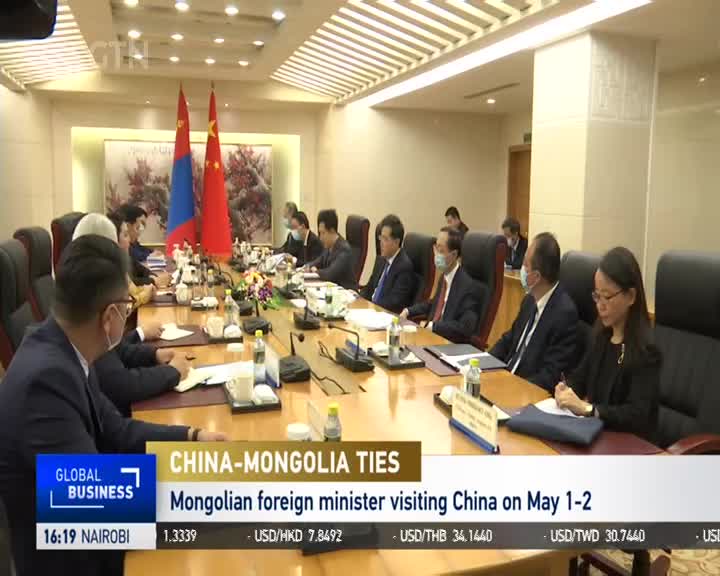 CGTN
CHINA-MONGOLIA TIES
GLOBAL
BUSINESS
Mongolian foreign minister visiting China on May 1-2
16:19 NAIROBI
1.3339 · USD/HKD 7.8492 · USD/THB 34.1440 · USD/TWD 30.7440 · USD/